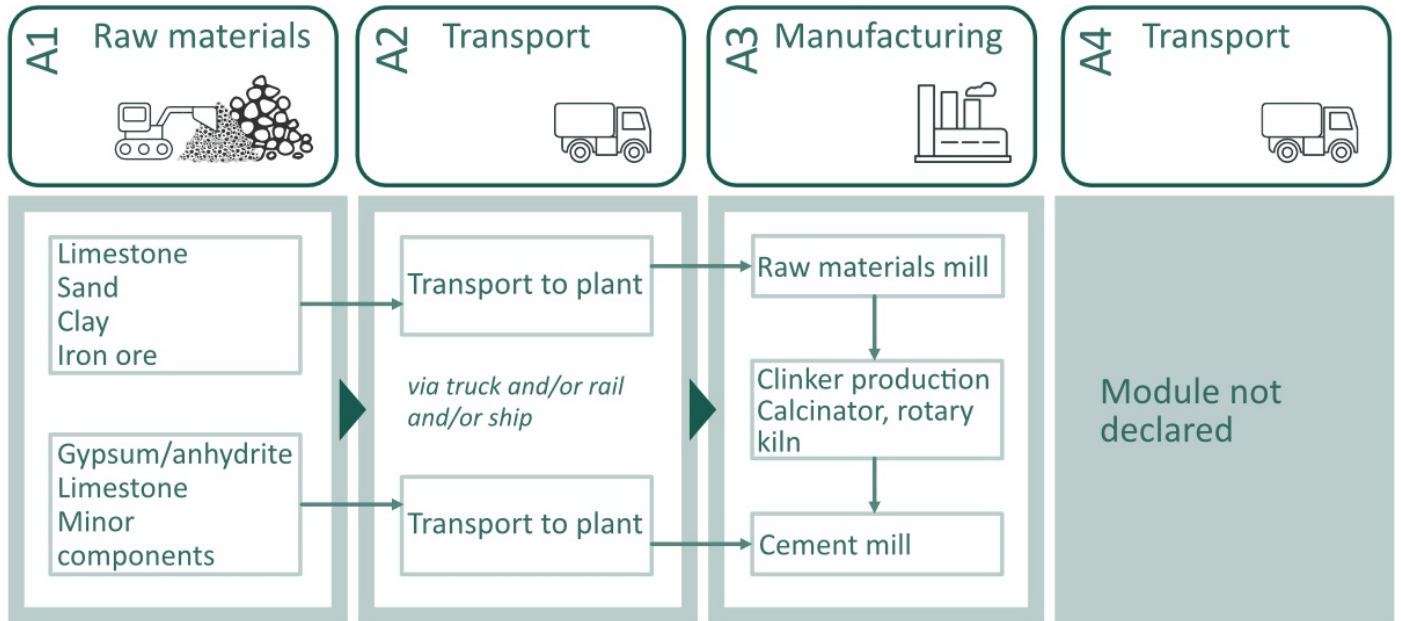 A1 Raw materials
A2 Transport
A3 Manufacturing
A4 Transport
Limestone
Sand
Clay
Iron ore
Gypsum/anhydrite
Limestone
Minor
components
Transport to plant
via truck and/or rail
and/or ship
Transport to plant
Raw materials mill
Clinker production
Calcinator, rotary
kiln
Cement mill
Module not
declared